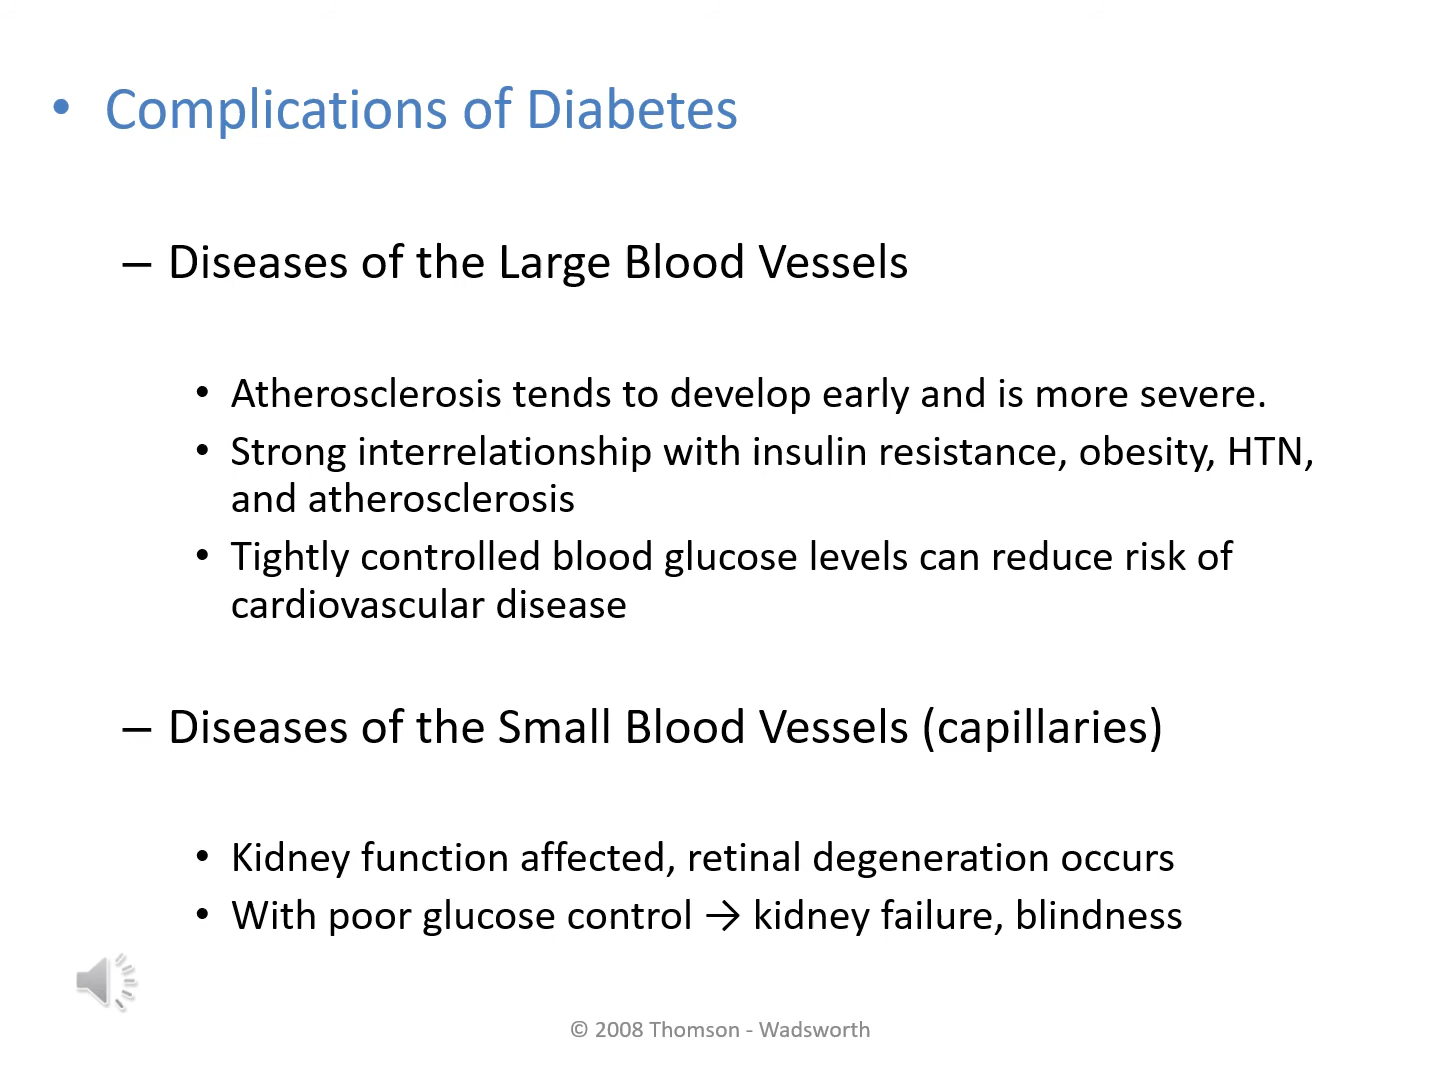 • Complications of Diabetes
– Diseases of the Large Blood Vessels
• Atherosclerosis tends to develop early and is more severe.
• Strong interrelationship with insulin resistance, obesity, HTN,
and atherosclerosis
• Tightly controlled blood glucose levels can reduce risk of
cardiovascular disease
– Diseases of the Small Blood Vessels (capillaries)
• Kidney function affected, retinal degeneration occurs
• With poor glucose control → kidney failure, blindness
© 2008 Thomson - Wadsworth